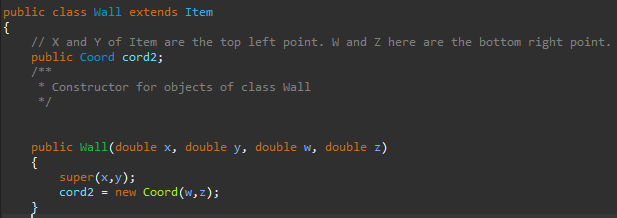 public class Wall extends Item
{
// X and Y of Item are the top left point. W and Z here are the bottom right point.
public Coord cord2;
/**
* Constructor for objects of class Wall
*/
public Wall(double x, double y, double w, double z)
{
super(x,y);
cord2 = new Coord(w,z);
}